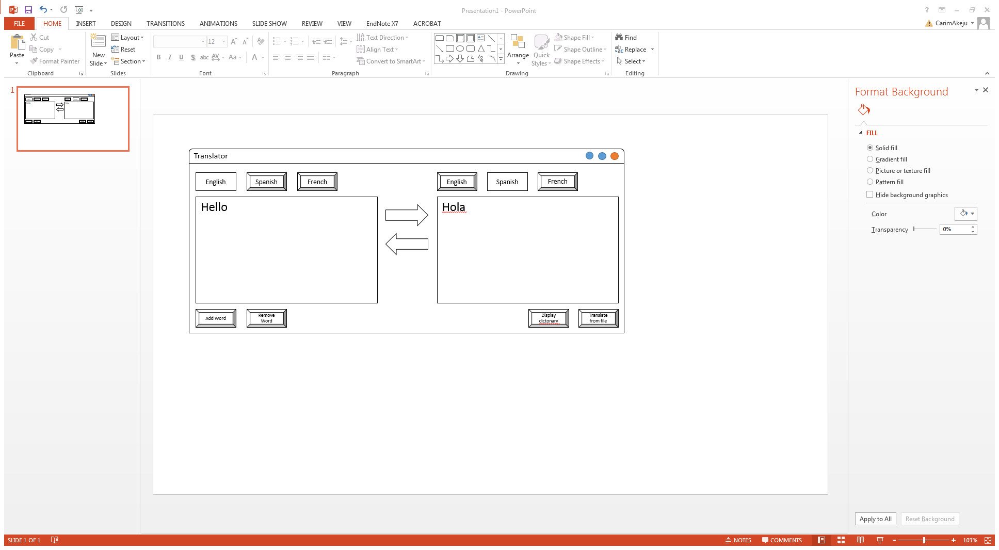 Presentation1 - PowerPoint
?
FILE HOME INSERT DESIGN TRANSITIONS ANIMATIONS SLIDE SHOW REVIEW VIEW EndNote X7 ACROBAT
CarimAkeju
Paste
Cut
Copy
Format Painter
Clipboard
New
Slide
Layout
Reset
Section
Slides
12
B I U S abc AV Aa A
Font
Text Direction
Align Text
Convert to SmartArt
Paragraph
Arrange
Quick
Styles
Shape Fill
Shape Outline
Shape Effects
Drawing
Find
Replace
Select
Editing
1
Translator
English Spanish French
English Spanish French
Hello
Hola
Add Word
Remove
Word
Display
dictonary
Translate
from file
Format Background
FILL
Solid fill
Gradient fill
Picture or texture fill
Pattern fill
Hide background graphics
Color
Transparency 0%
Apply to All Reset Background
SLIDE 1 OF 1
NOTES COMMENTS 103%